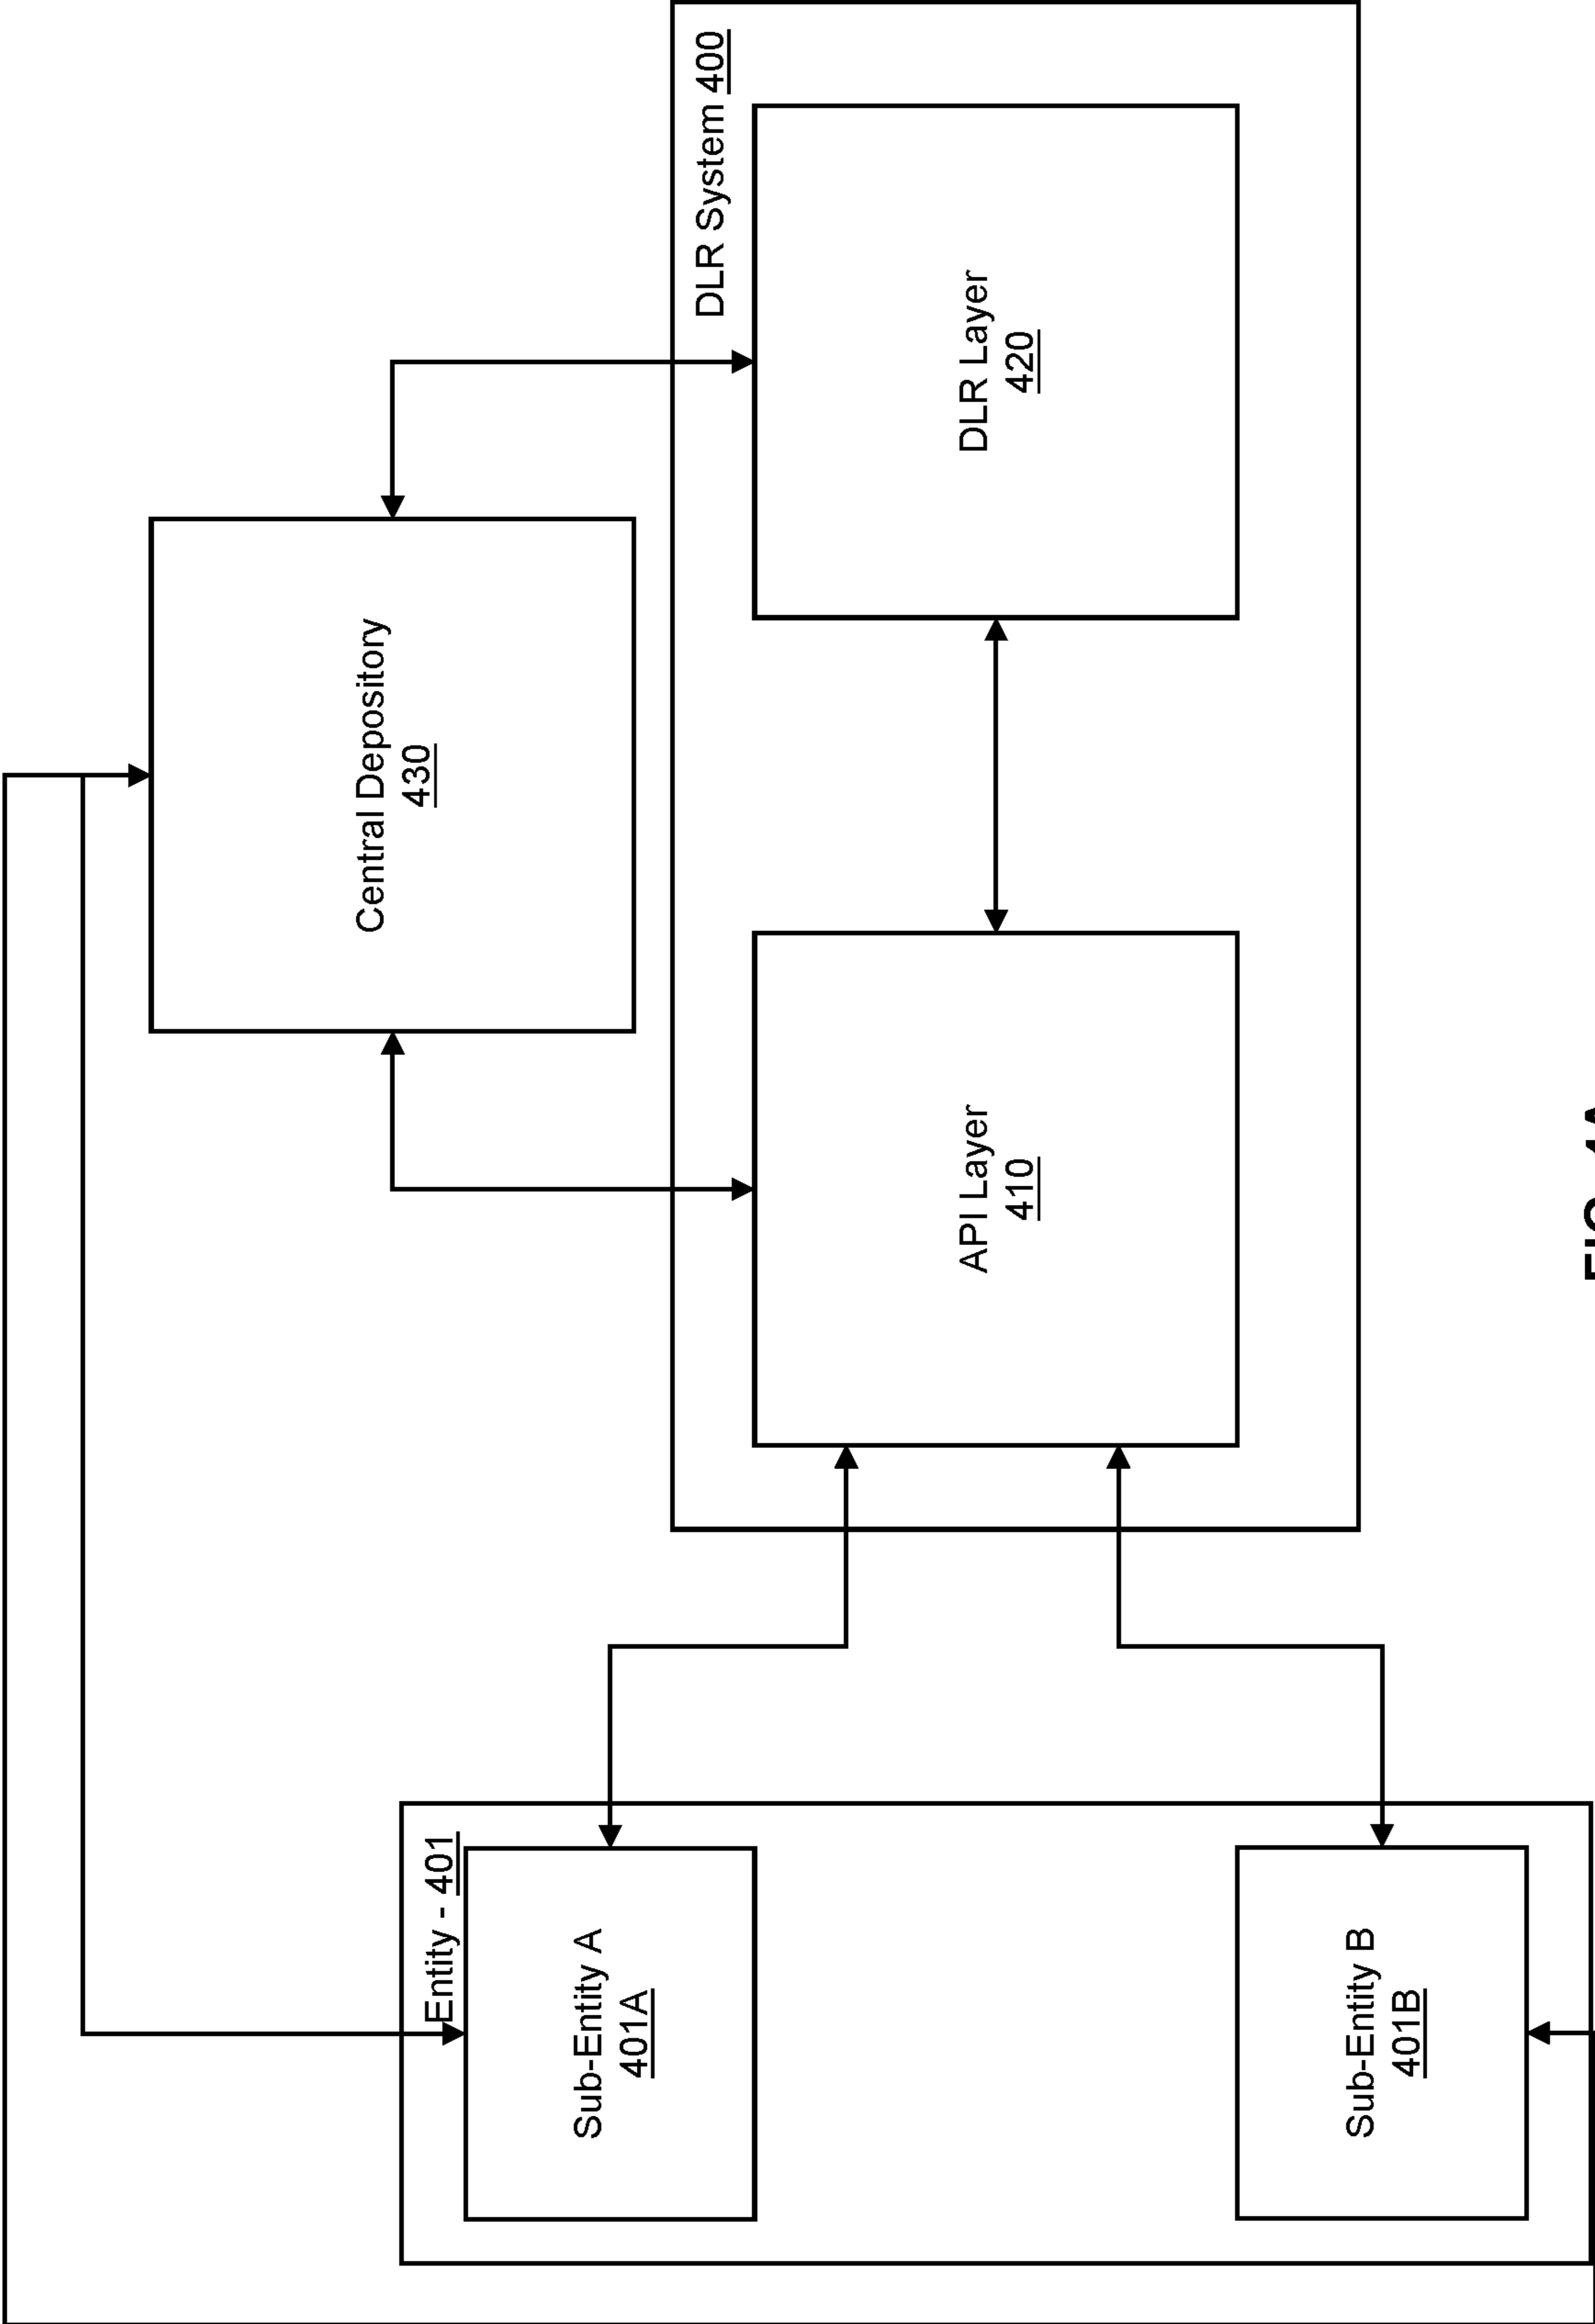 Central Depository
430
DLR System 400
Entity - 401
Sub-Entity A
401A
API Layer
410
DLR Layer
420
Sub-Entity B
401B